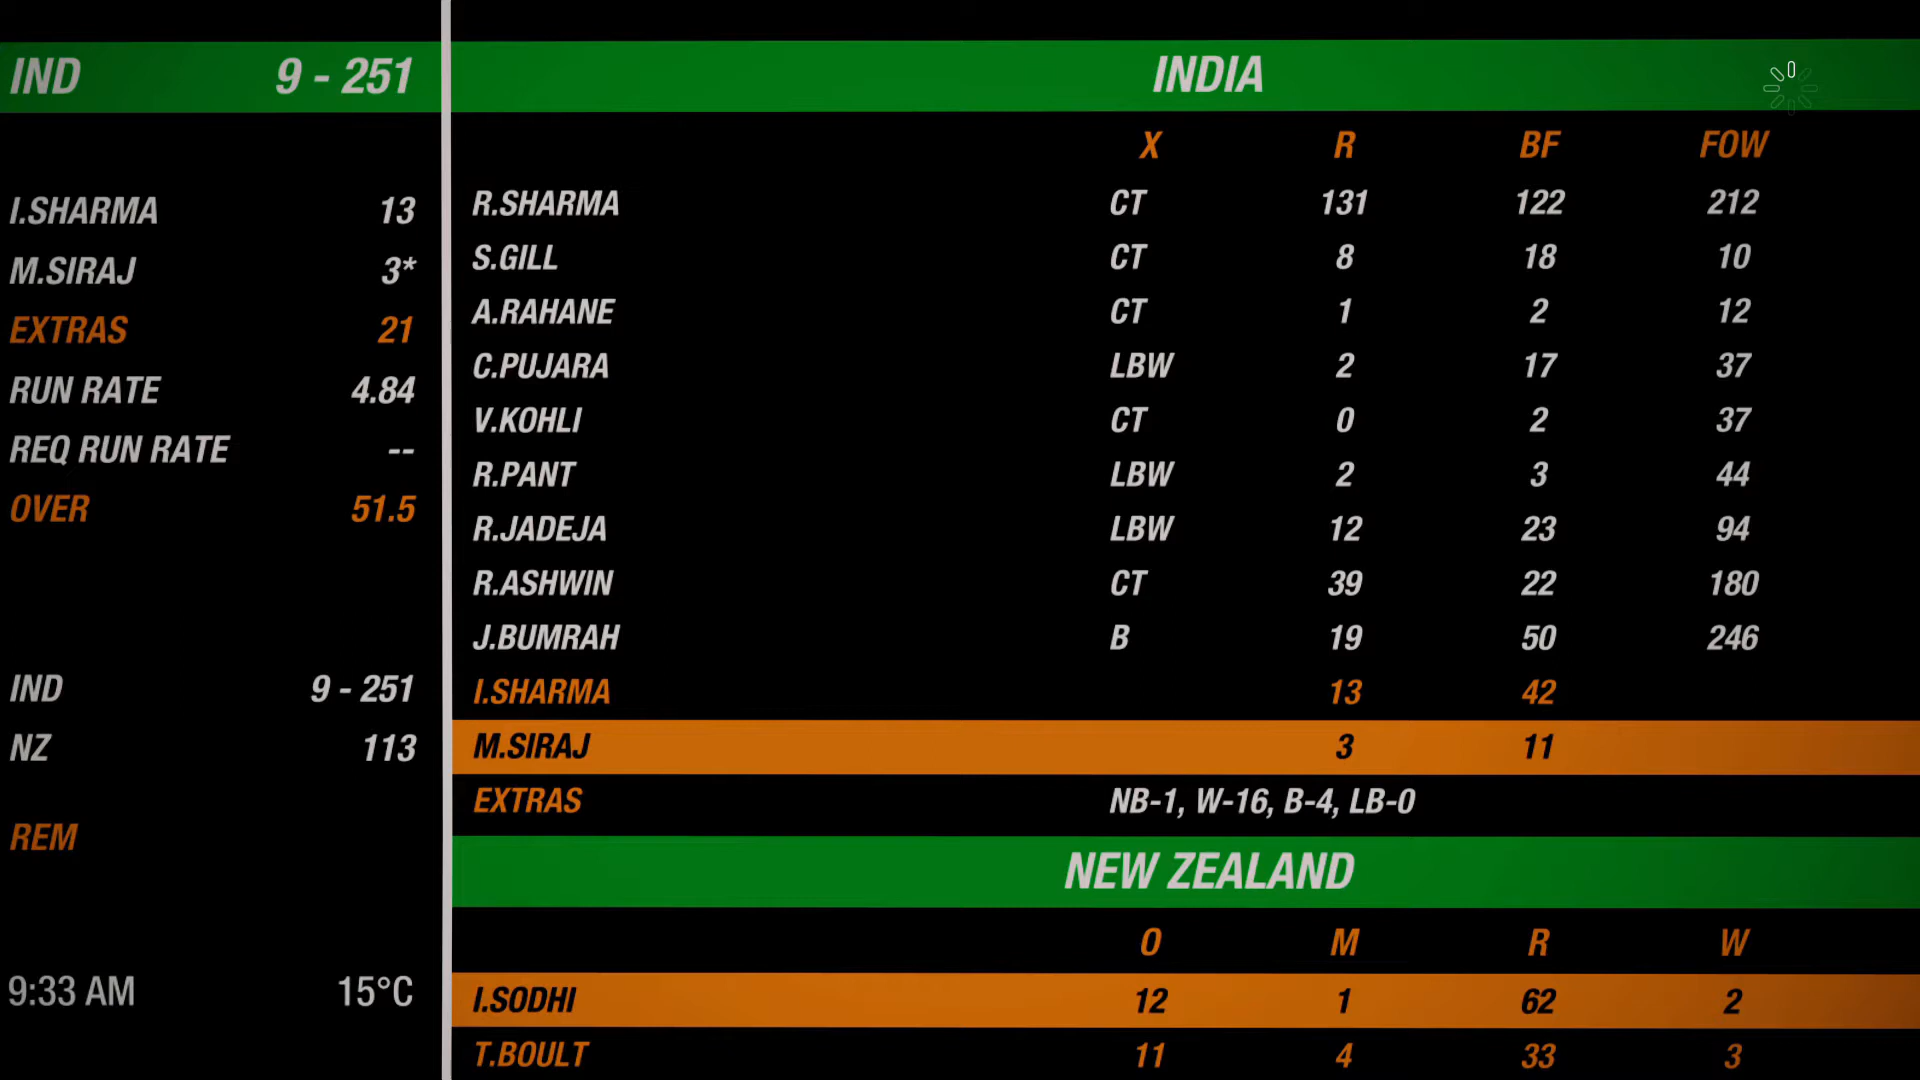 IND 9 - 251
I.SHARMA 13
M.SIRAJ 3*
EXTRAS 21
RUN RATE 4.84
REQ RUN RATE --
OVER 51.5
IND 9 - 251
NZ 113
REM
9:33 AM 15°C
INDIA
X R BF FOW
R.SHARMA CT 131 122 212
S.GILL CT 8 18 10
A.RAHANE CT 1 2 12
C.PUJARA LBW 2 17 37
V.KOHLI CT 0 2 37
R.PANT LBW 2 3 44
R.JADEJA LBW 12 23 94
R.ASHWIN CT 39 22 180
J.BUMRAH B 19 50 246
I.SHARMA 13 42
M.SIRAJ 3 11
EXTRAS NB-1, W-16, B-4, LB-0
NEW ZEALAND
O M R W
I.SODHI 12 1 62 2
T.BOULT 11 4 33 3